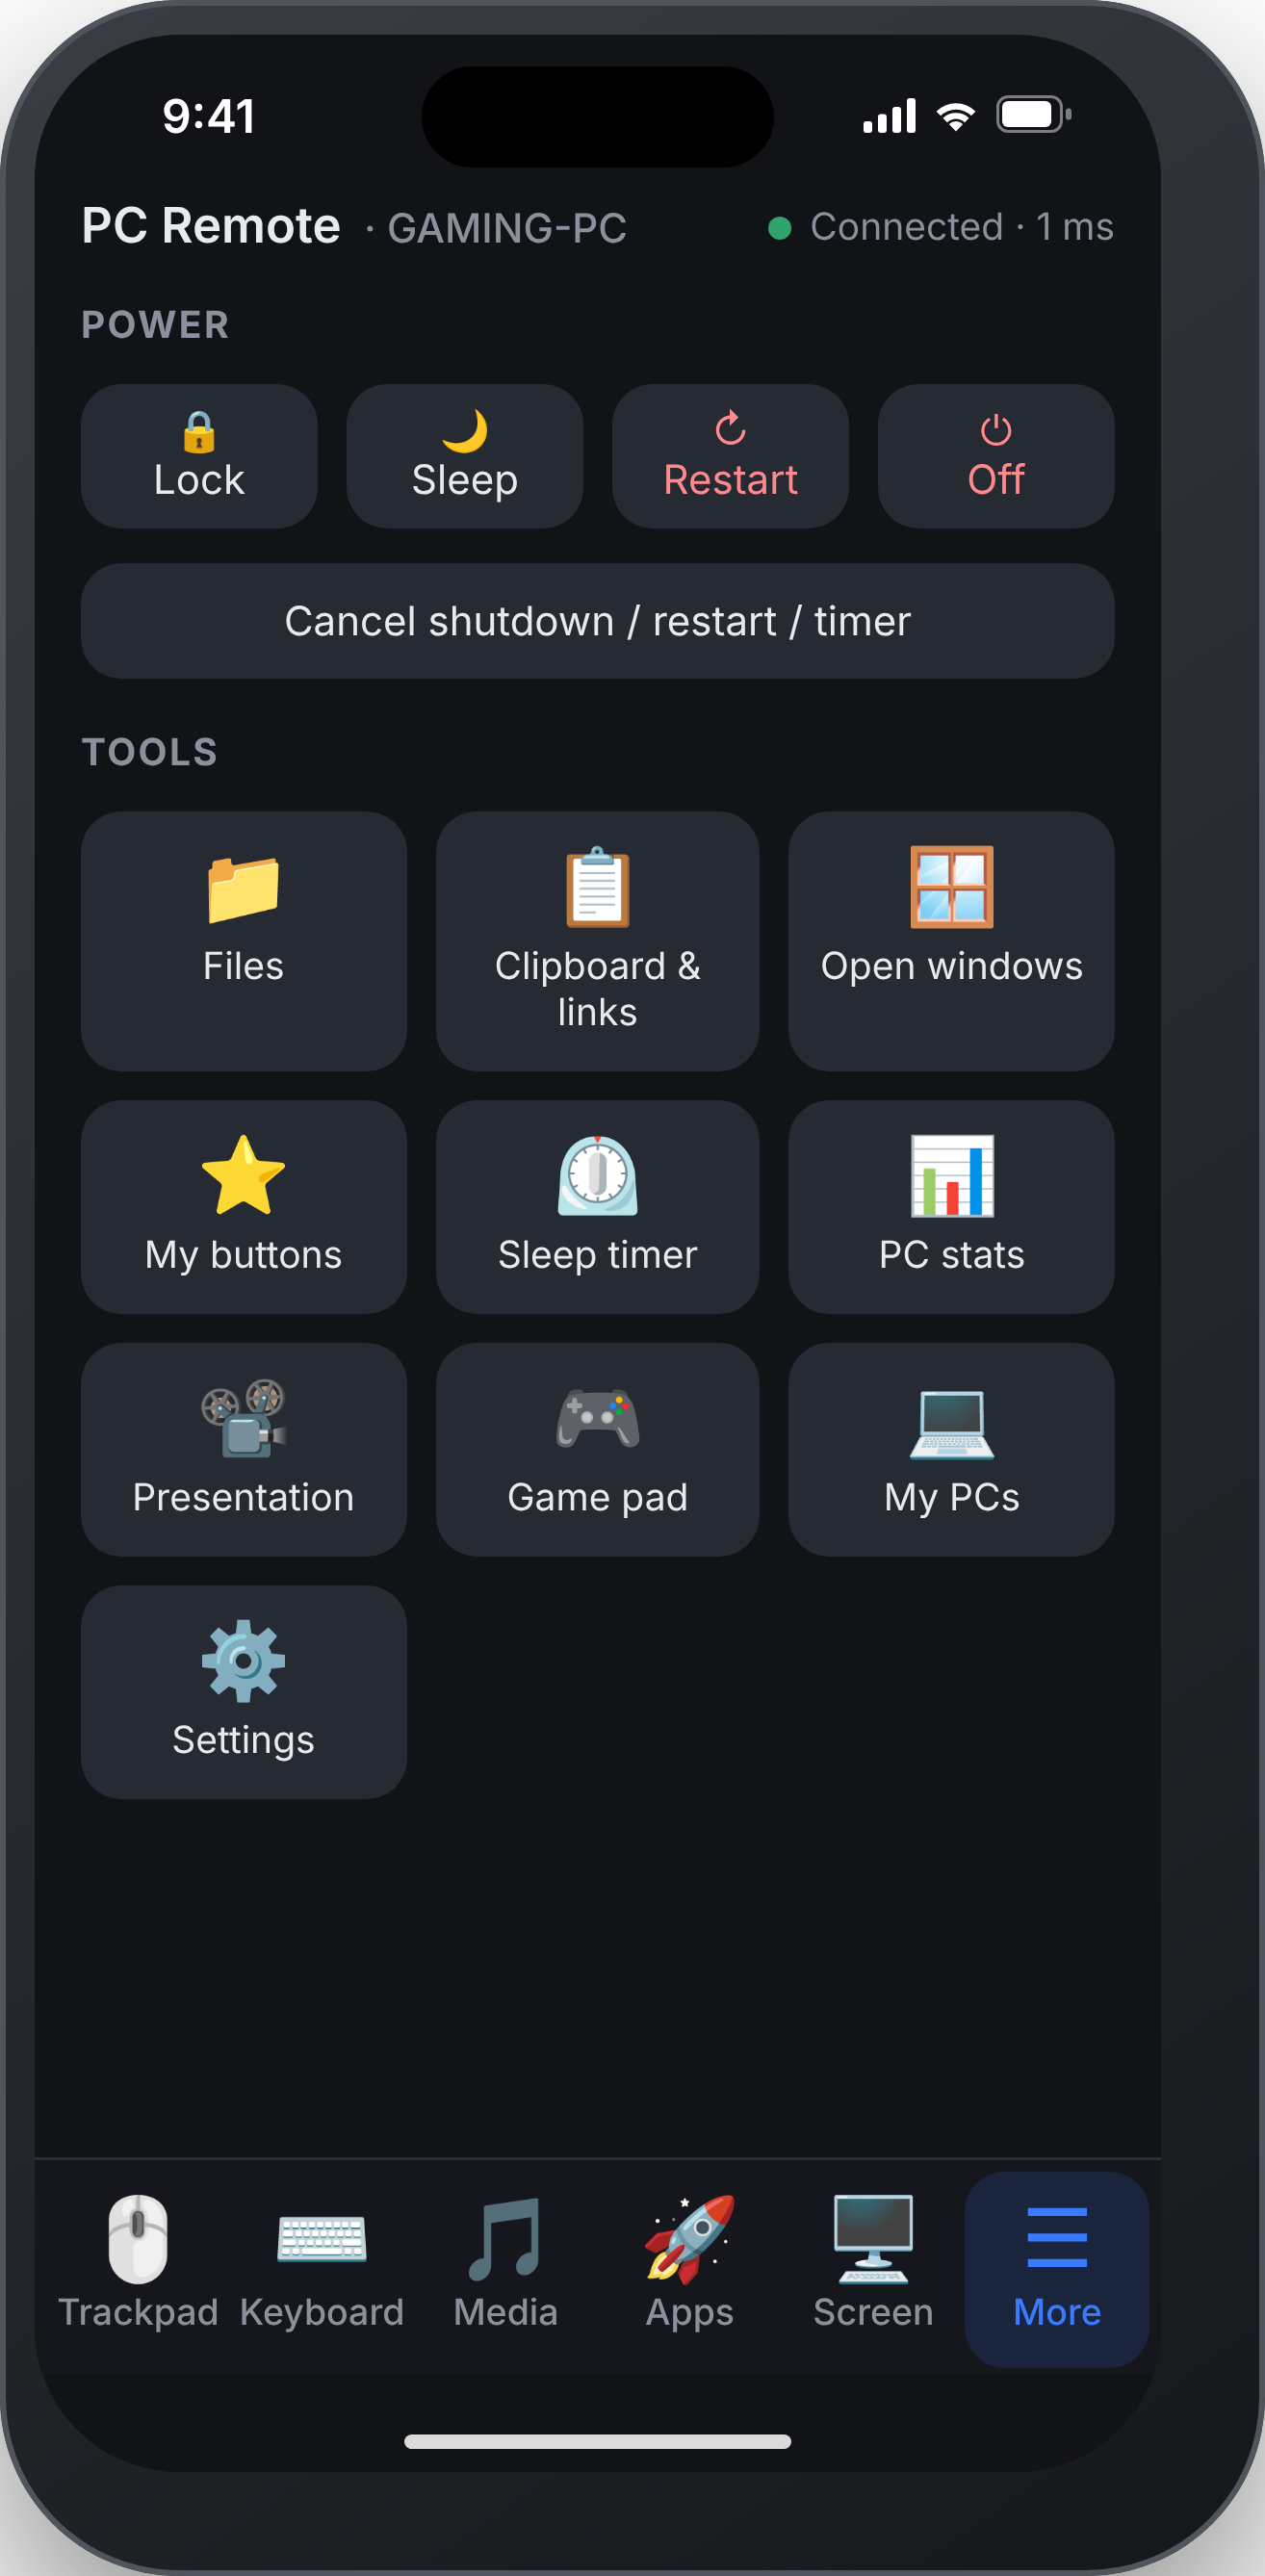 9:41
PC Remote · GAMING-PC
Connected · 1 ms
POWER
Lock
Sleep
Restart
Off
Cancel shutdown / restart / timer
TOOLS
Files
Clipboard &
links
Open windows
My buttons
Sleep timer
PC stats
Presentation
Game pad
My PCs
Settings
Trackpad
Keyboard
Media
Apps
Screen
More